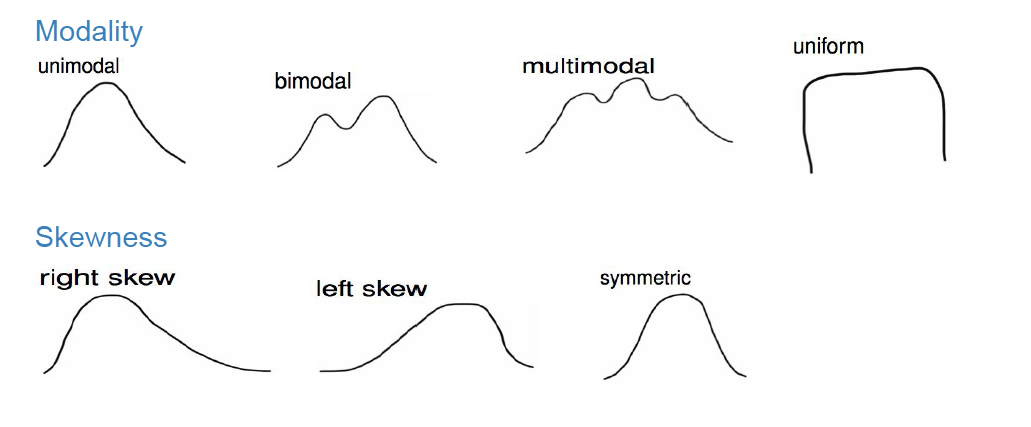 Modality
unimodal
bimodal
multimodal
uniform
Skewness
right skew
left skew
symmetric